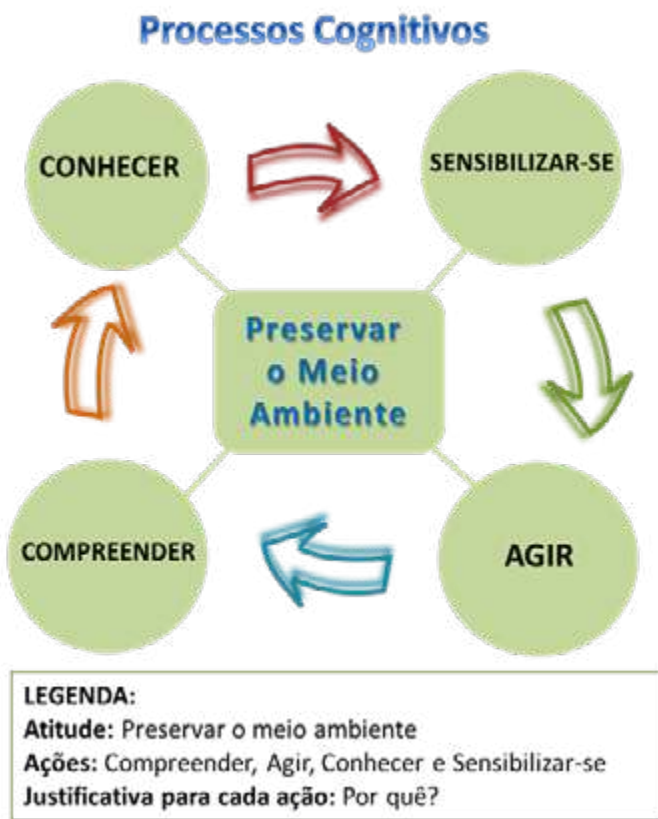 Processos Cognitivos
CONHECER
SENSIBILIZAR-SE
Preservar
o Meio
Ambiente
COMPREENDER
AGIR
LEGENDA:
Atitude: Preservar o meio ambiente
Ações: Compreender, Agir, Conhecer e Sensibilizar-se
Justificativa para cada ação: Por quê?